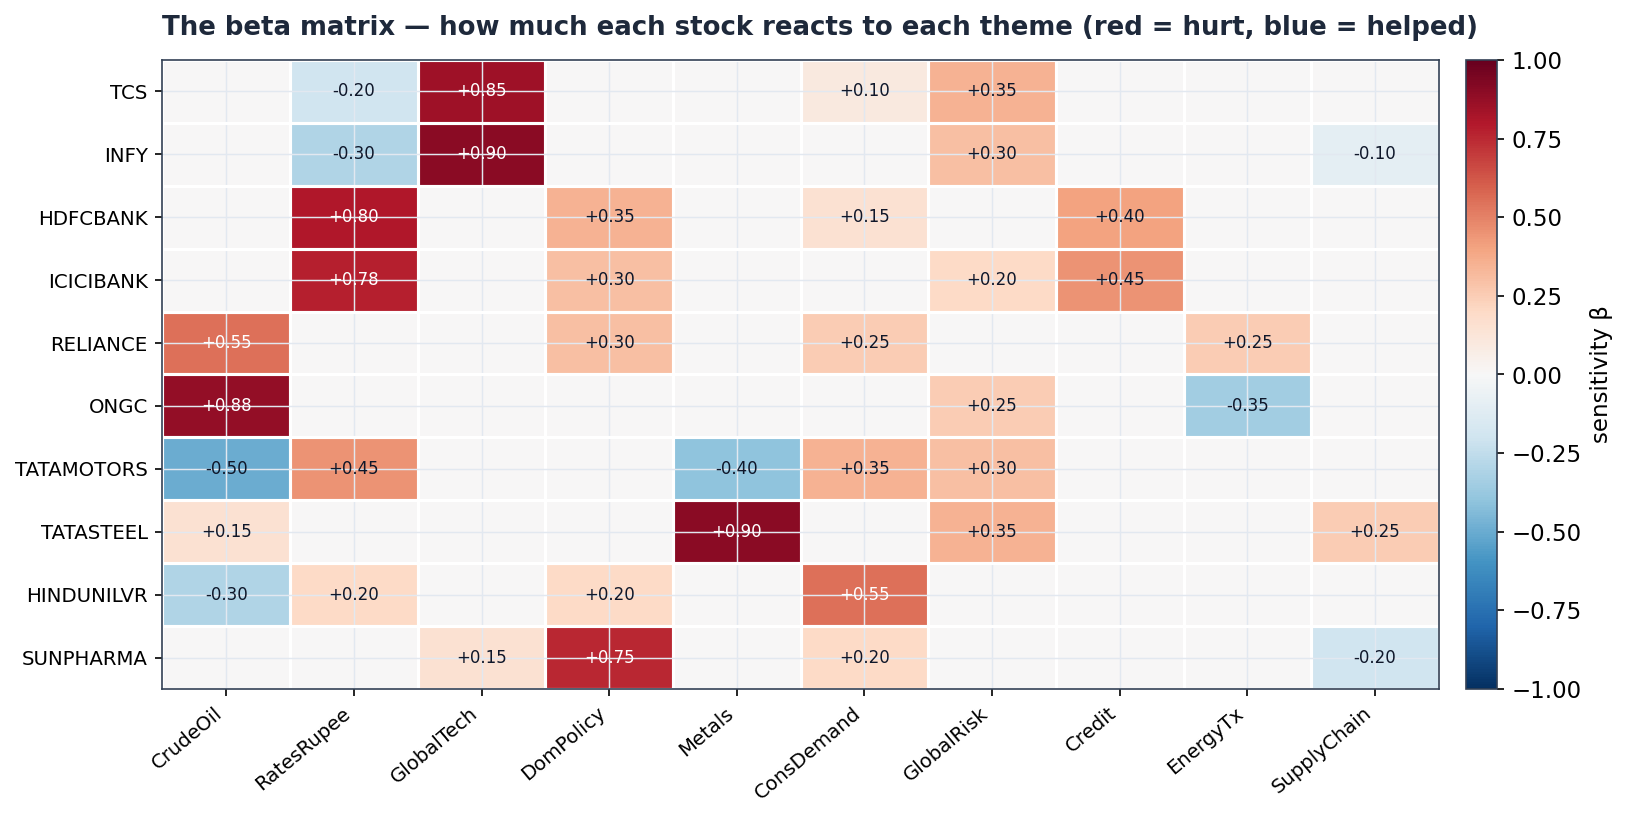 The beta matrix — how much each stock reacts to each theme (red = hurt, blue = helped)
TCS -0.20 +0.85 +0.10 +0.35
INFY -0.30 +0.90 +0.30 -0.10
HDFCBANK +0.80 +0.35 +0.15 +0.40
ICICIBANK +0.78 +0.30 +0.20 +0.45
RELIANCE +0.55 +0.30 +0.25 +0.25
ONGC +0.88 +0.25 -0.35
TATAMOTORS -0.50 +0.45 -0.40 +0.35 +0.30
TATASTEEL +0.15 +0.90 +0.35 +0.25
HINDUNILVR -0.30 +0.20 +0.20 +0.55
SUNPHARMA +0.15 +0.75 +0.20 -0.20
CrudeOil RatesRupee GlobalTech DomPolicy Metals ConsDemand GlobalRisk Credit EnergyTx SupplyChain
1.00
0.75
0.50
0.25
0.00
−0.25
−0.50
−0.75
−1.00
sensitivity β